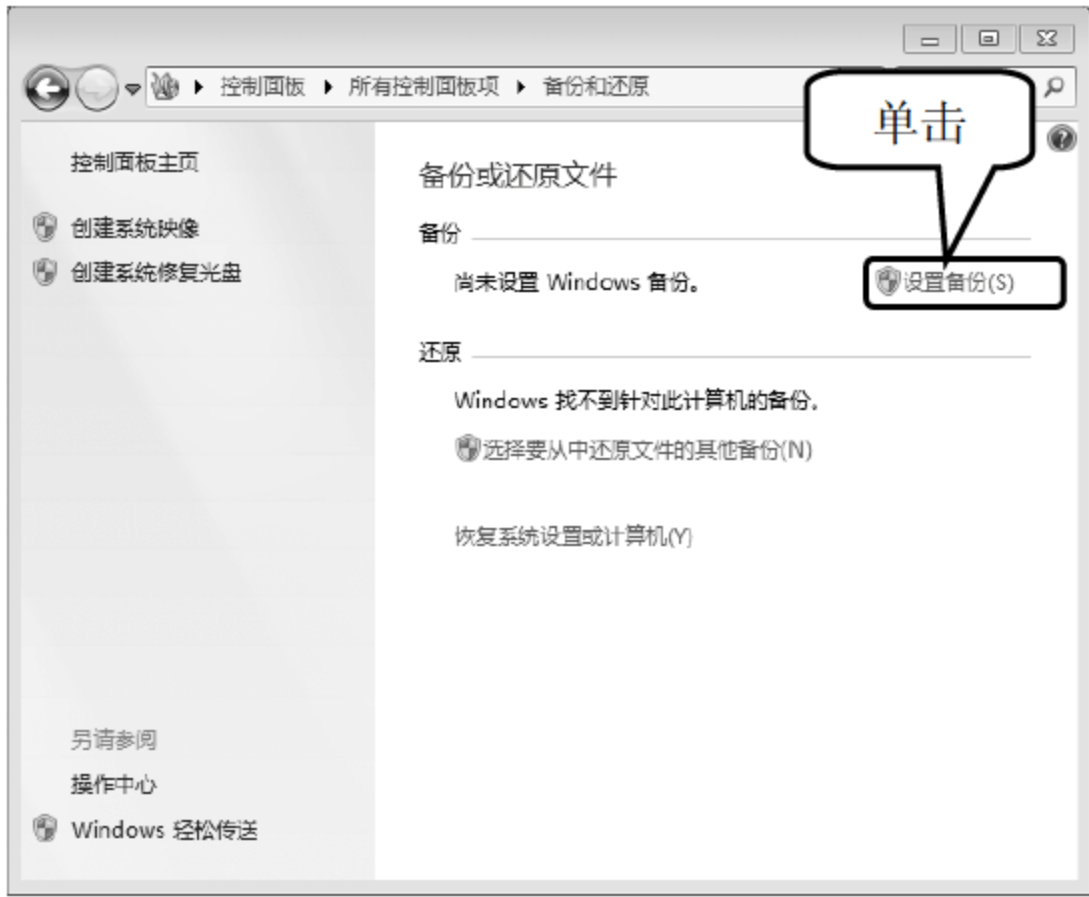 控制面板 ▸ 所有控制面板项 ▸ 备份和还原
单击
控制面板主页
创建系统映像
创建系统修复光盘
备份或还原文件
备份
尚未设置 Windows 备份。
设置备份(S)
还原
Windows 找不到针对此计算机的备份。
选择要从中还原文件的其他备份(N)
恢复系统设置或计算机(Y)
另请参阅
操作中心
Windows 轻松传送